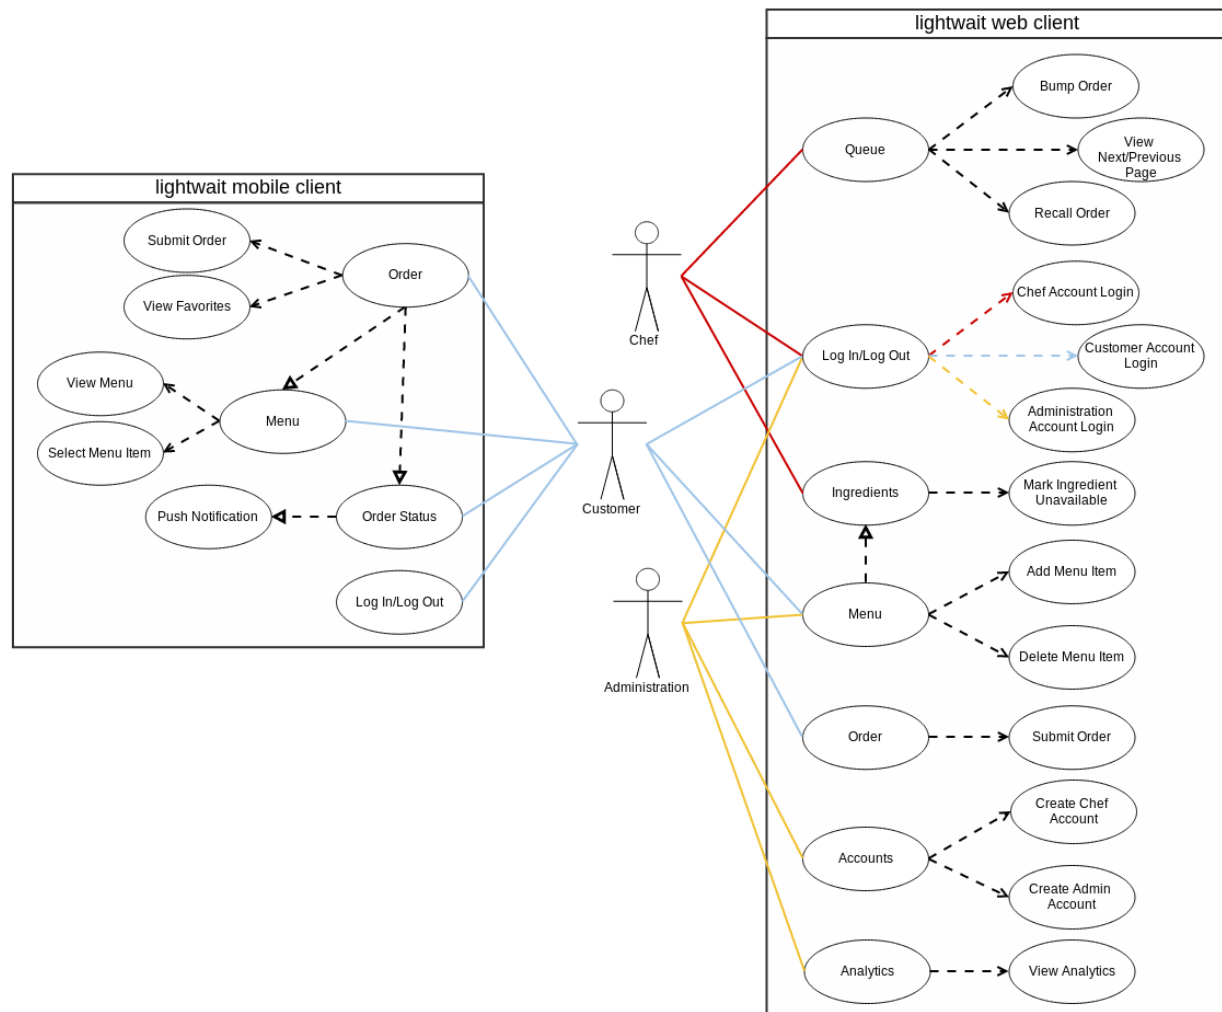 lightwait web client
Bump Order
Queue
View
Next/Previous
Page
Recall Order
lightwait mobile client
Submit Order
Order
View Favorites
View Menu
Menu
Select Menu Item
Push Notification
Order Status
Log In/Log Out
Chef
Customer
Administration
Chef Account Login
Log In/Log Out
Customer Account
Login
Administration
Account Login
Ingredients
Mark Ingredient
Unavailable
Add Menu Item
Menu
Delete Menu Item
Order
Submit Order
Create Chef
Account
Accounts
Create Admin
Account
Analytics
View Analytics